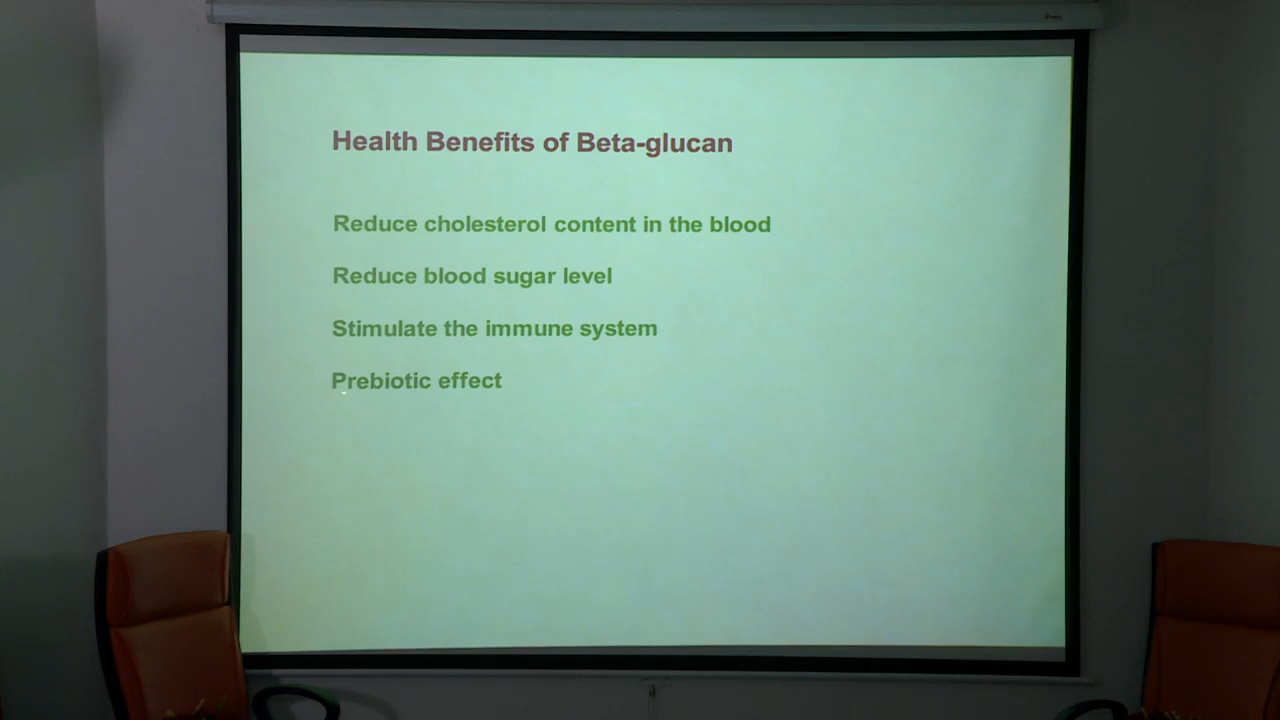 Health Benefits of Beta-glucan
Reduce cholesterol content in the blood
Reduce blood sugar level
Stimulate the immune system
Prebiotic effect